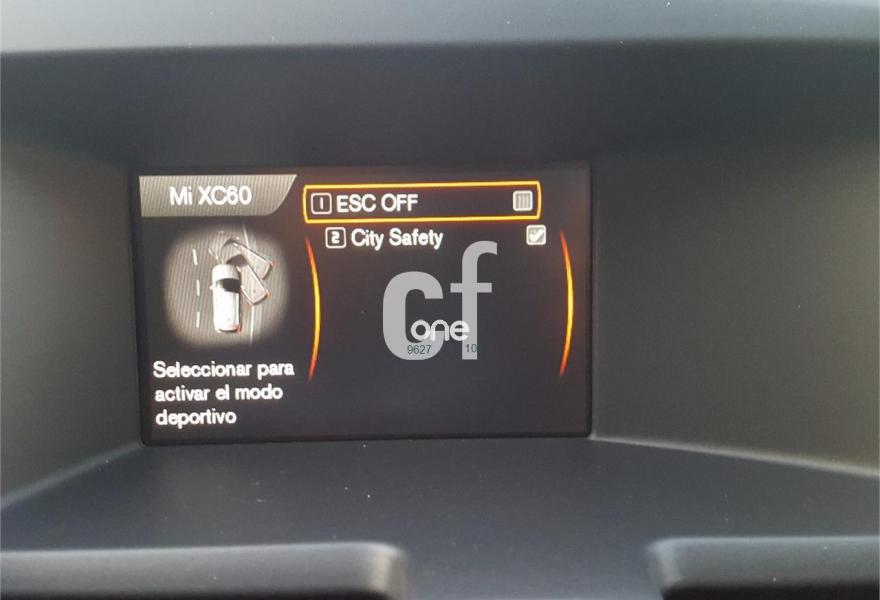 Mi XC60
1 ESC OFF
2 City Safety
Seleccionar para
activar el modo
deportivo
cf
one
9627 10